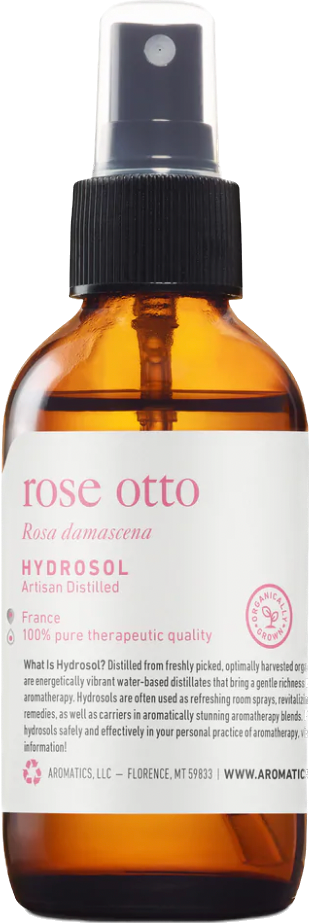 rose otto
Rosa damascena
HYDROSOL
Artisan Distilled
France
100% pure therapeutic quality
ORGANICALLY GROWN
What Is Hydrosol? Distilled from freshly picked, optimally harvested
are energetically vibrant water-based distillates that bring a gentle richness
aromatherapy. Hydrosols are often used as refreshing room sprays,
remedies, as well as carriers in aromatically stunning aromatherapy blends.
hydrosols safely and effectively in your personal practice of aromatherapy,
information!
AROMATICS, LLC — FLORENCE, MT 59833 | WWW.AROMATIC